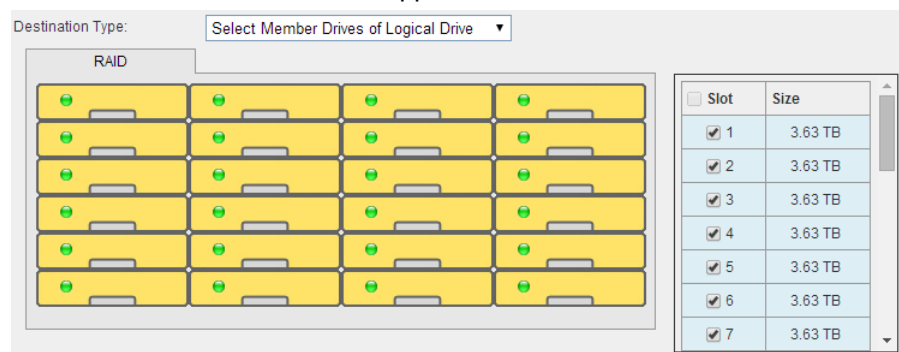 Destination Type: Select Member Drives of Logical Drive
RAID
Slot Size
1 3.63 TB
2 3.63 TB
3 3.63 TB
4 3.63 TB
5 3.63 TB
6 3.63 TB
7 3.63 TB